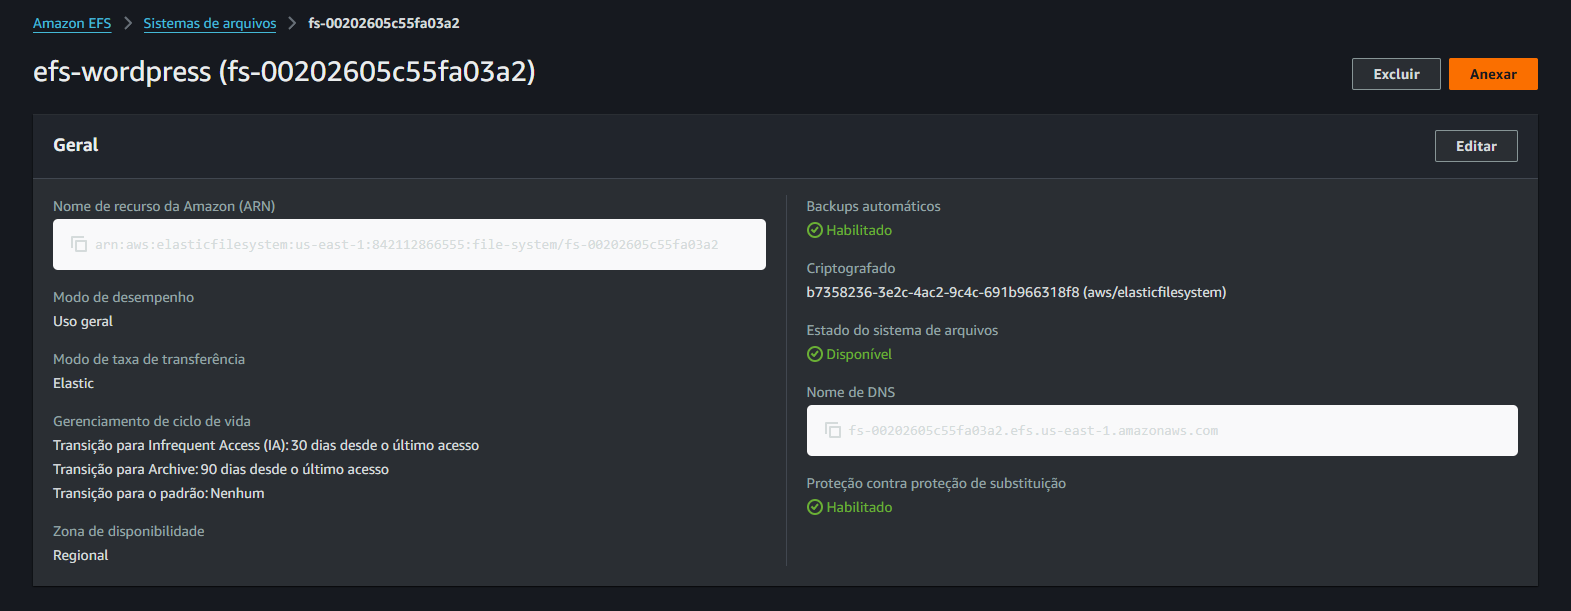 Amazon EFS > Sistemas de arquivos > fs-00202605c55fa03a2
efs-wordpress (fs-00202605c55fa03a2)
Excluir
Anexar
Geral
Editar
Nome de recurso da Amazon (ARN)
arn:aws:elasticfilesystem:us-east-1:842112866555:file-system/fs-00202605c55fa03a2
Modo de desempenho
Uso geral
Modo de taxa de transferência
Elastic
Gerenciamento de ciclo de vida
Transição para Infrequent Access (IA): 30 dias desde o último acesso
Transição para Archive: 90 dias desde o último acesso
Transição para o padrão: Nenhum
Zona de disponibilidade
Regional
Backups automáticos
Habilitado
Criptografado
b7358236-3e2c-4ac2-9c4c-691b966318f8 (aws/elasticfilesystem)
Estado do sistema de arquivos
Disponível
Nome de DNS
fs-00202605c55fa03a2.efs.us-east-1.amazonaws.com
Proteção contra proteção de substituição
Habilitado